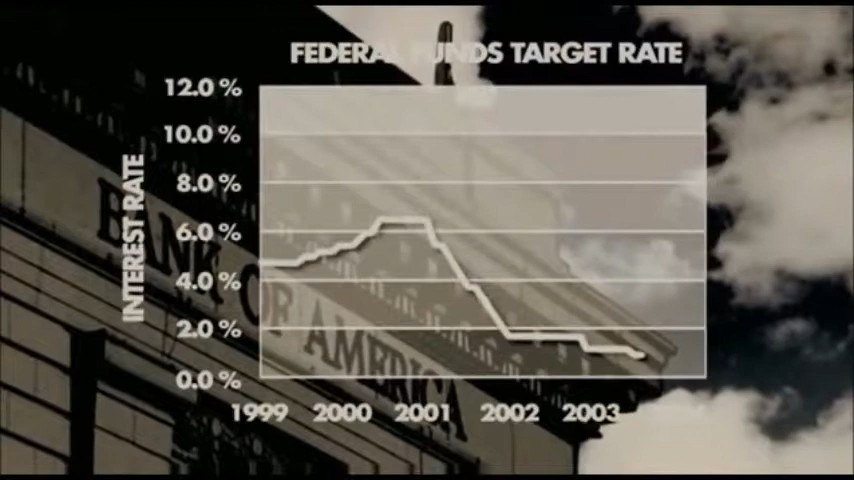 FEDERAL FUNDS TARGET RATE
12.0 %
10.0 %
8.0 %
6.0 %
4.0 %
2.0 %
0.0 %
INTEREST RATE
1999 2000 2001 2002 2003
BANK OF AMERICA